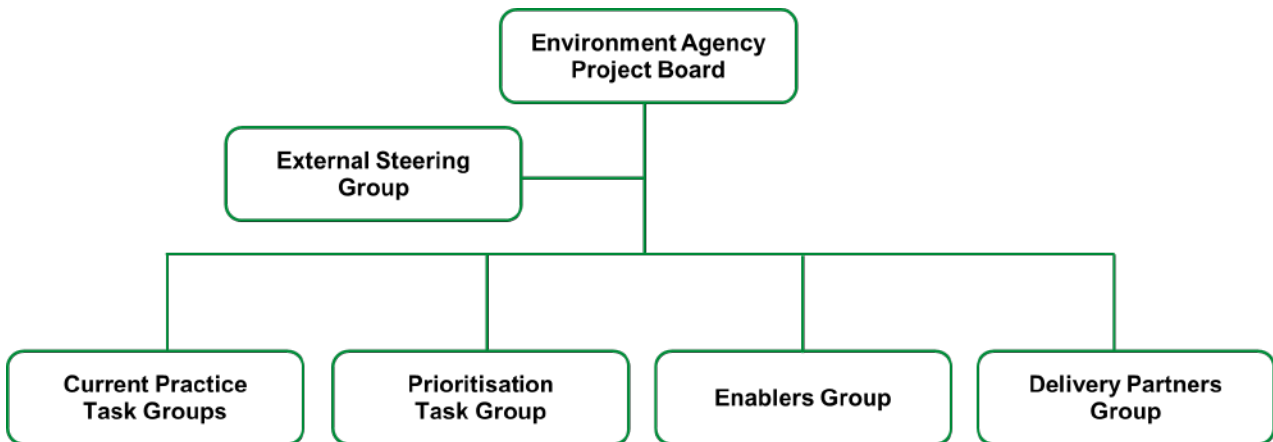 Environment Agency
Project Board
External Steering
Group
Current Practice
Task Groups
Prioritisation
Task Group
Enablers Group
Delivery Partners
Group